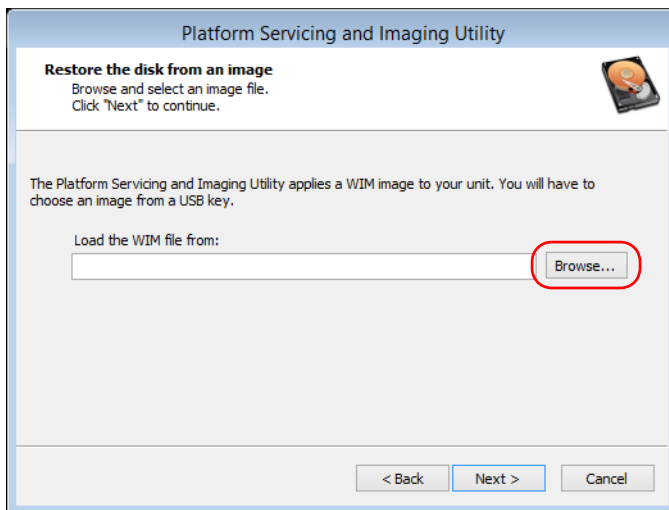 Platform Servicing and Imaging Utility
Restore the disk from an image
Browse and select an image file.
Click "Next" to continue.
The Platform Servicing and Imaging Utility applies a WIM image to your unit. You will have to
choose an image from a USB key.
Load the WIM file from:
Browse...
< Back Next > Cancel